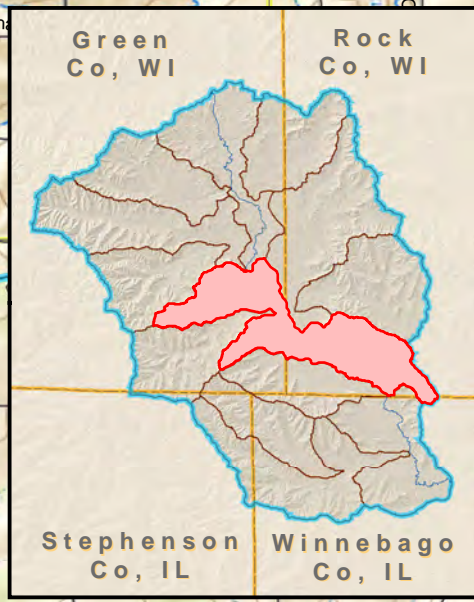 Green
Co, WI
Rock
Co, WI
Stephenson
Co, IL
Winnebago
Co, IL